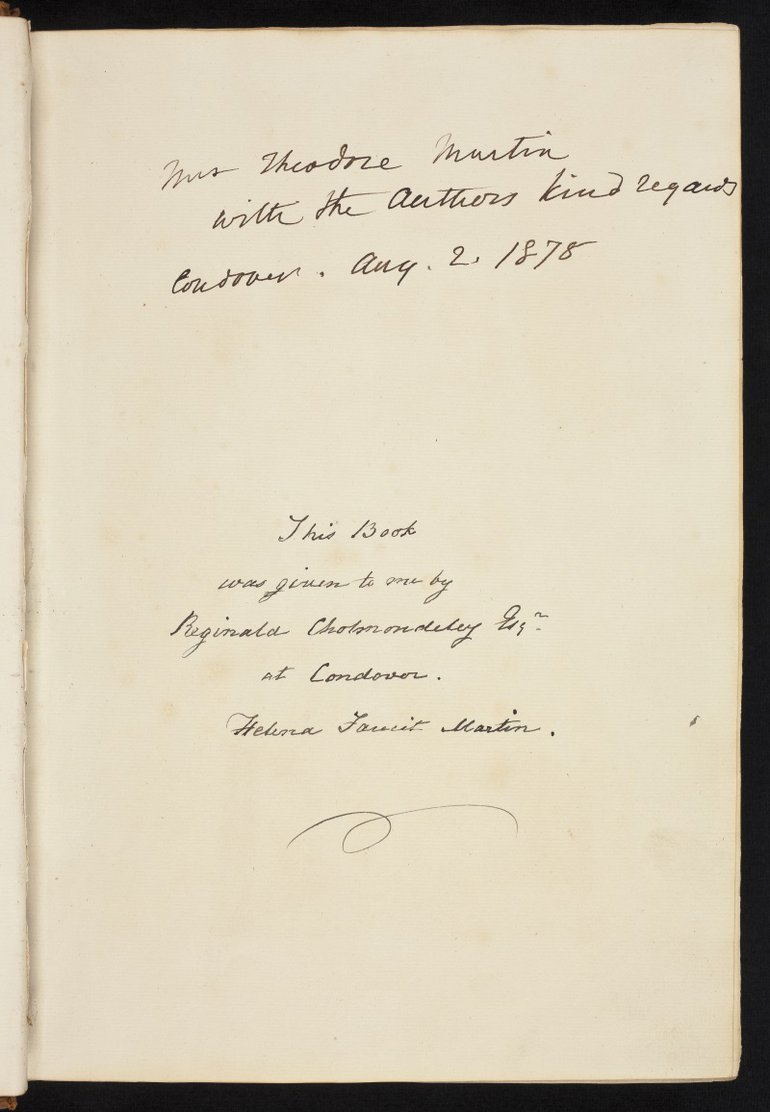 Mrs Theodore Martin
with the Authors kind regards
Condover. Aug. 2. 1878
This Book
was given to me by
Reginald Cholmondeley Esqr.
at Condover.
Helena Faucit Martin.